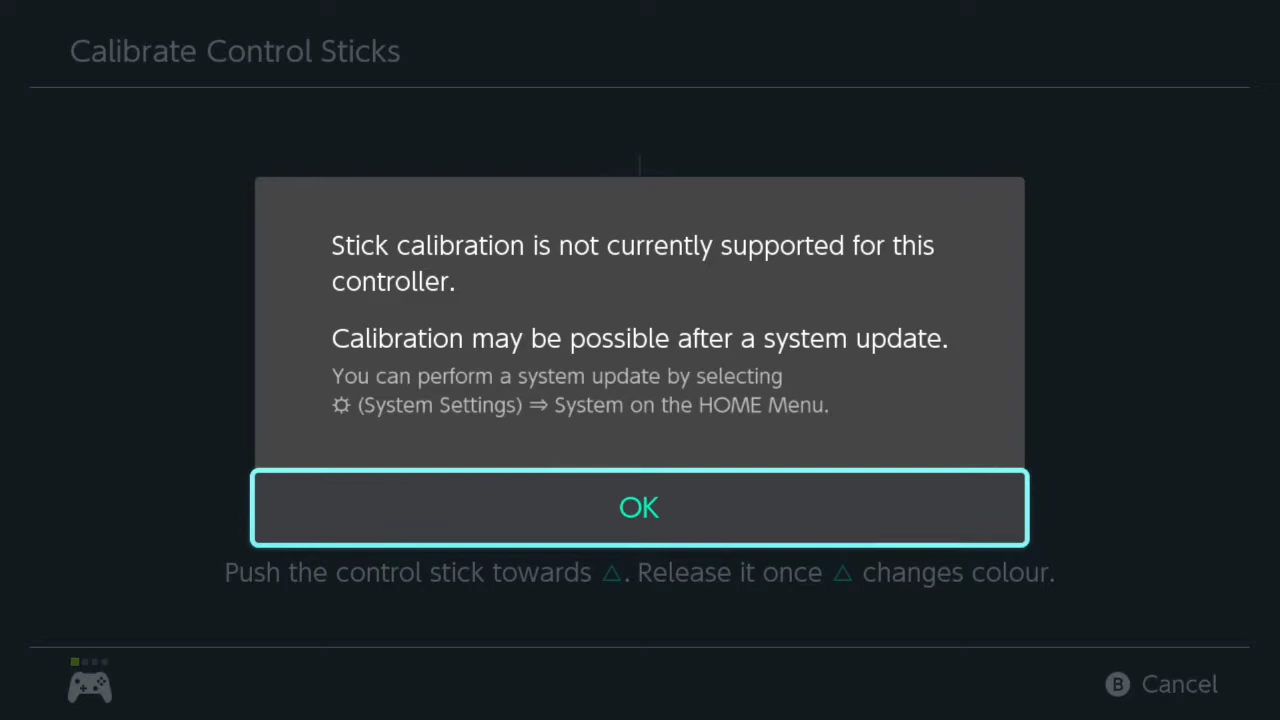 Calibrate Control Sticks
Stick calibration is not currently supported for this
controller.
Calibration may be possible after a system update.
You can perform a system update by selecting
(System Settings) ⇒ System on the HOME Menu.
OK
Push the control stick towards △. Release it once △ changes colour.
B Cancel